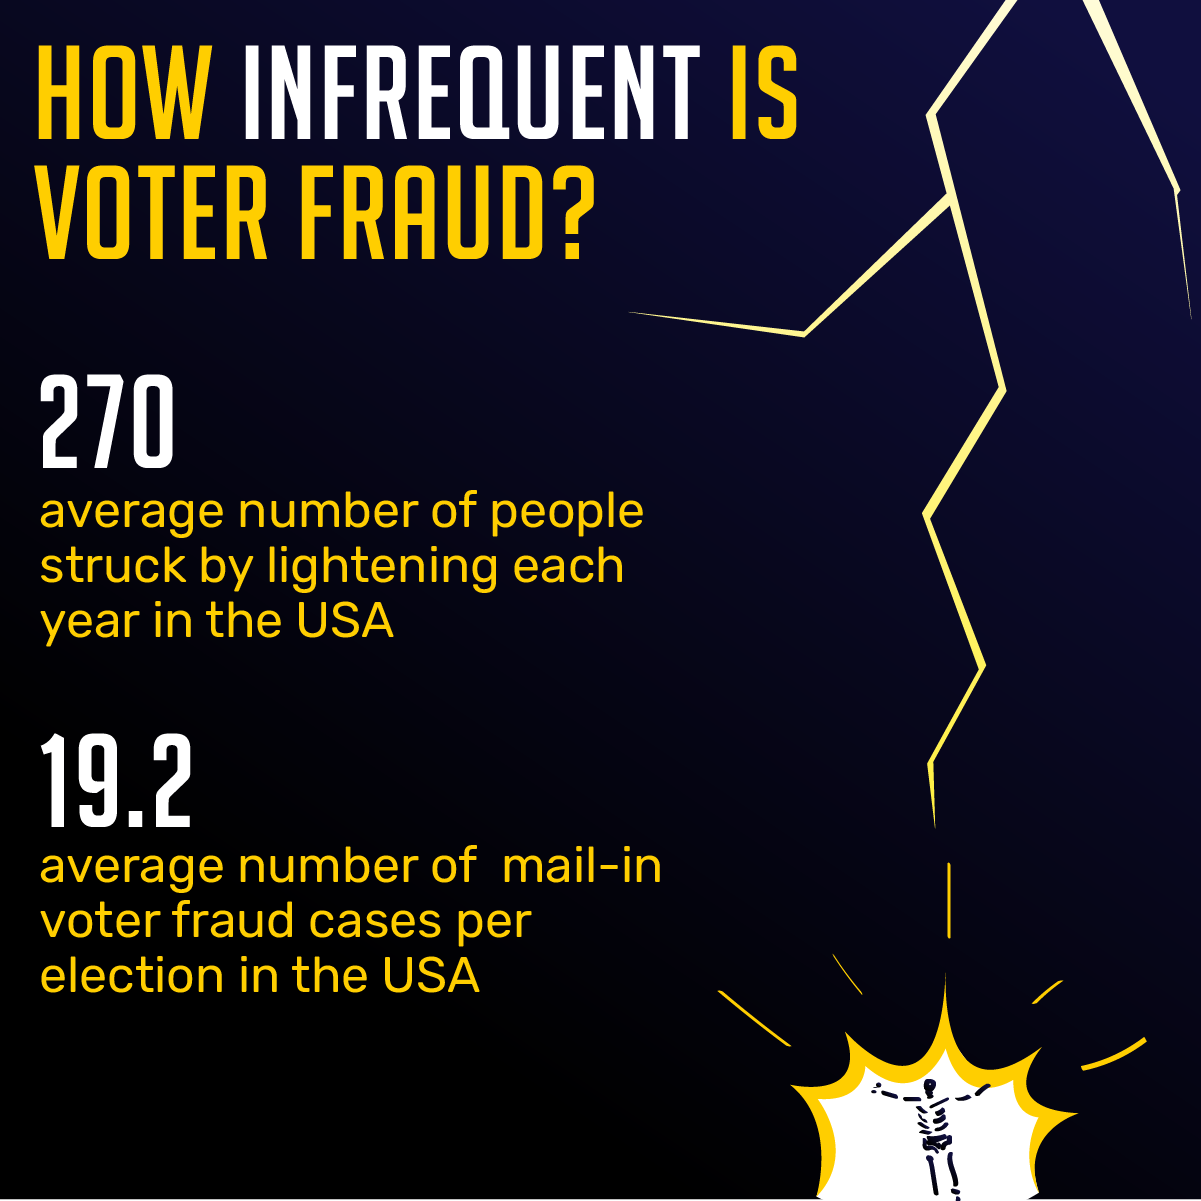 HOW INFREQUENT IS
VOTER FRAUD?
270
average number of people
struck by lightening each
year in the USA
19.2
average number of  mail-in
voter fraud cases per
election in the USA